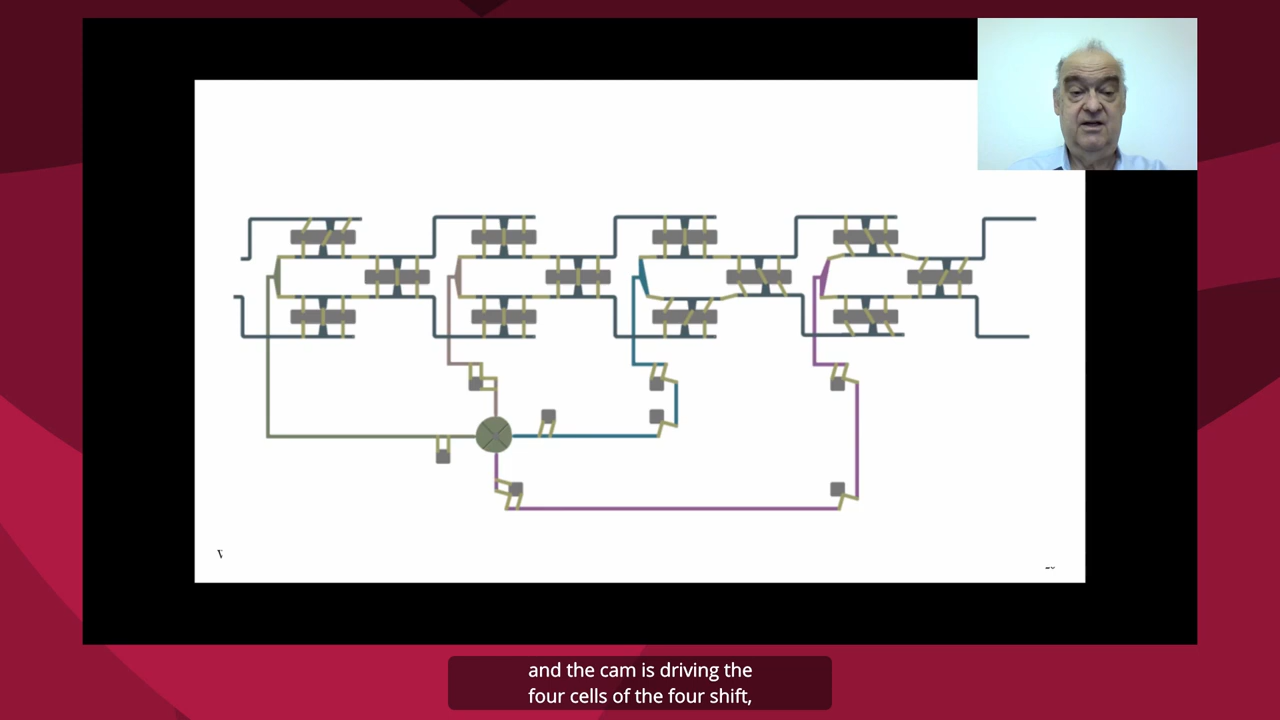 and the cam is driving the
four cells of the four shift,